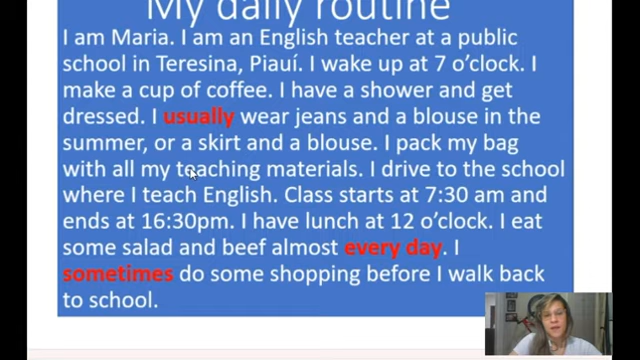 My daily routine
I am Maria. I am an English teacher at a public
school in Teresina, Piauí. I wake up at 7 o’clock. I
make a cup of coffee. I have a shower and get
dressed. I usually wear jeans and a blouse in the
summer, or a skirt and a blouse. I pack my bag
with all my teaching materials. I drive to the school
where I teach English. Class starts at 7:30 am and
ends at 16:30pm. I have lunch at 12 o’clock. I eat
some salad and beef almost every day. I
sometimes do some shopping before I walk back
to school.